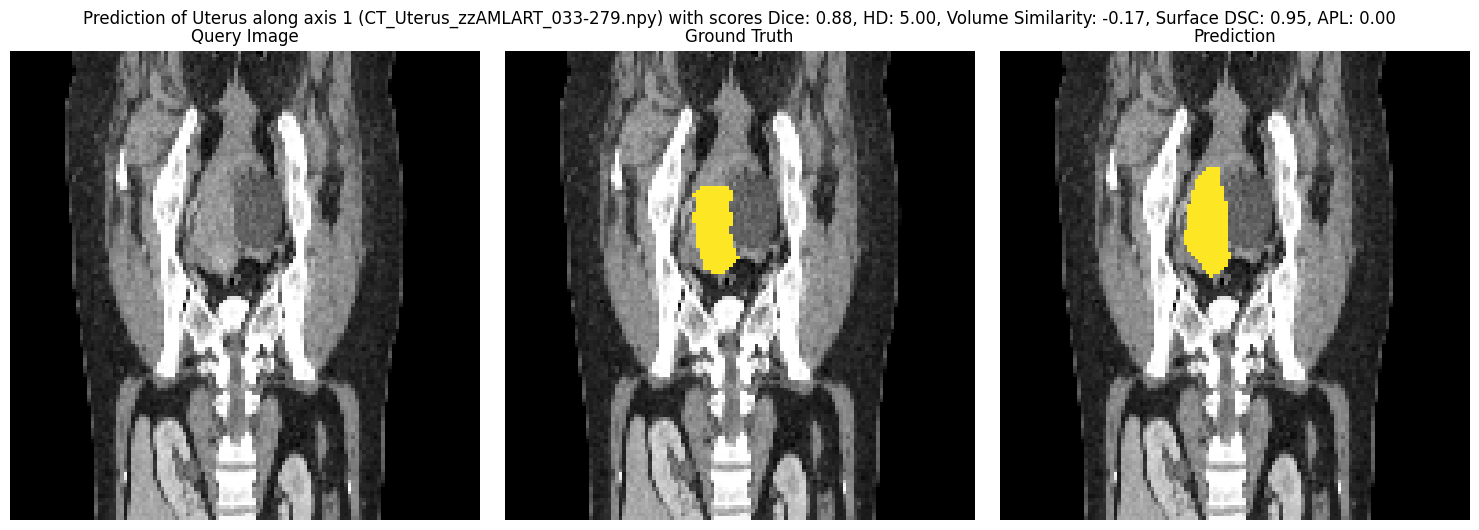 Prediction of Uterus along axis 1 (CT_Uterus_zzAMLART_033-279.npy) with scores Dice: 0.88, HD: 5.00, Volume Similarity: -0.17, Surface DSC: 0.95, APL: 0.00
Query Image
Ground Truth
Prediction